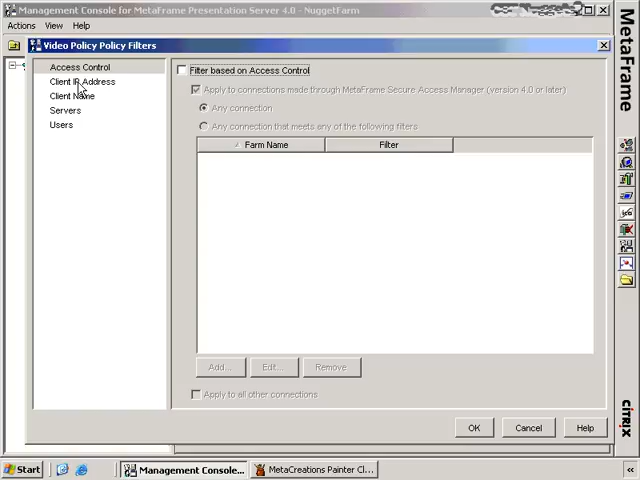 Management Console for MetaFrame Presentation Server 4.0 - NuggetFarm
Actions View Help
Video Policy Policy Filters
Access Control
Client IP Address
Client Name
Servers
Users
Filter based on Access Control
Apply to connections made through MetaFrame Secure Access Manager (version 4.0 or later)
Any connection
Any connection that meets any of the following filters
Farm Name Filter
Add... Edit... Remove
Apply to all other connections
OK Cancel Help
MetaFrame
CITRIX
Start Management Console... MetaCreations Painter Cl...